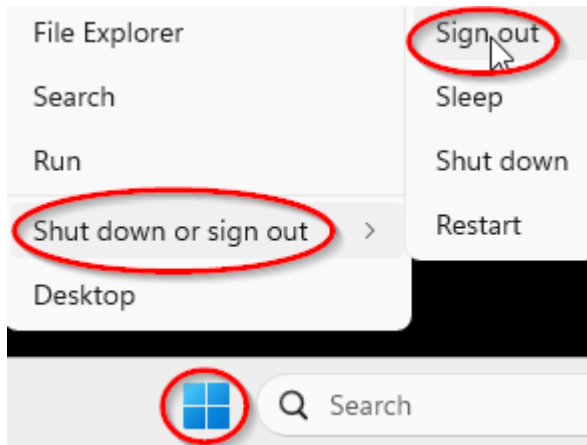 File Explorer
Search
Run
Shut down or sign out
Desktop
Sign out
Sleep
Shut down
Restart
Search